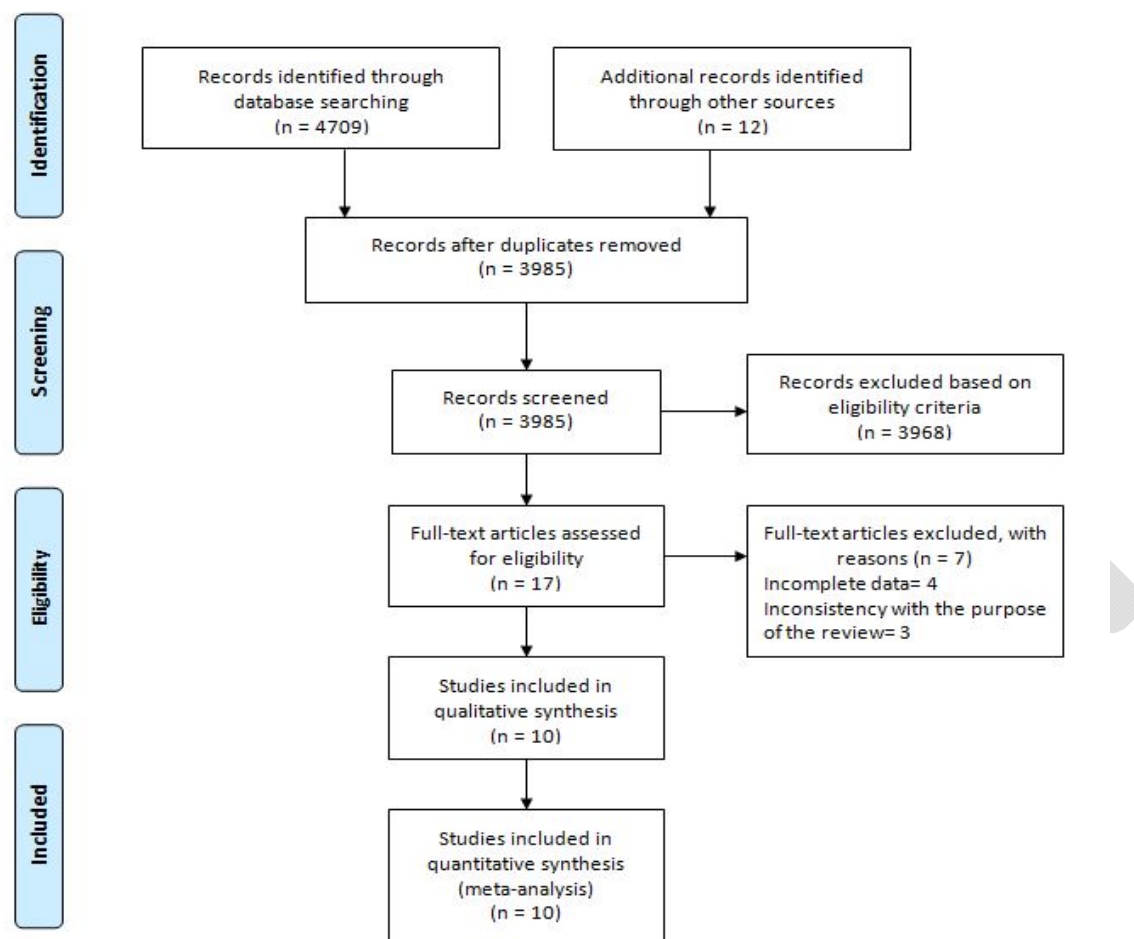 Identification
Records identified through
database searching
(n = 4709)
Additional records identified
through other sources
(n = 12)
Records after duplicates removed
(n = 3985)
Screening
Records screened
(n = 3985)
Records excluded based on
eligibility criteria
(n = 3968)
Eligibility
Full-text articles assessed
for eligibility
(n = 17)
Full-text articles excluded, with
reasons (n = 7)
Incomplete data= 4
Inconsistency with the purpose
of the review= 3
Studies included in
qualitative synthesis
(n = 10)
Included
Studies included in
quantitative synthesis
(meta-analysis)
(n = 10)